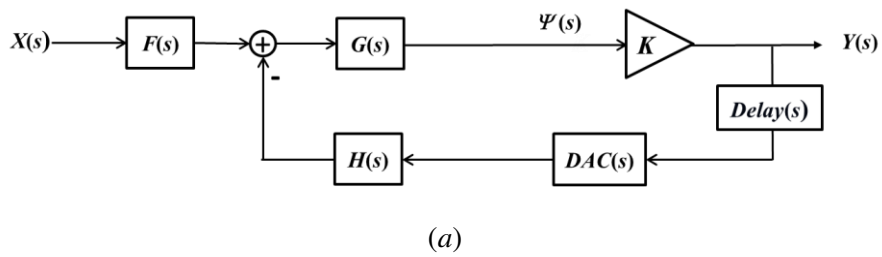 Ψ(s)
X(s) F(s) + G(s) K Y(s)
-
Delay(s)
H(s) DAC(s)
(a)